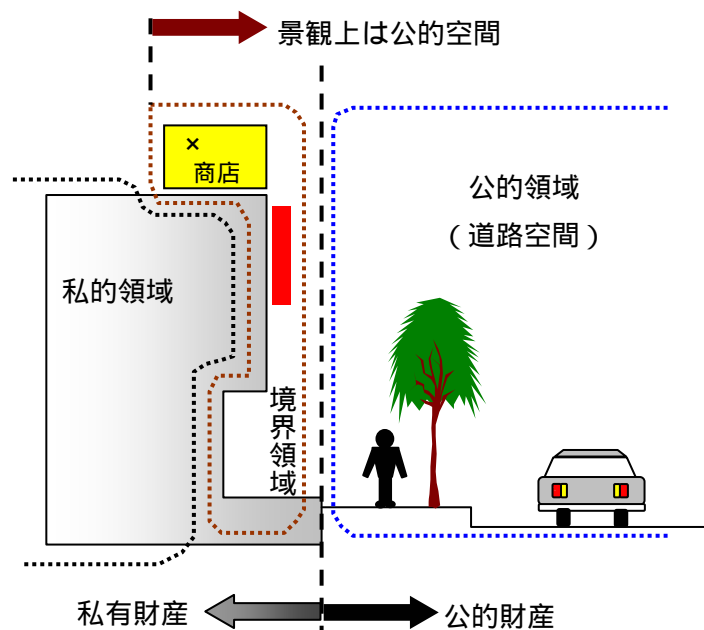 景観上は公的空間
×
商店
公的領域
（道路空間）
私的領域
境界領域
私有財産
公的財産